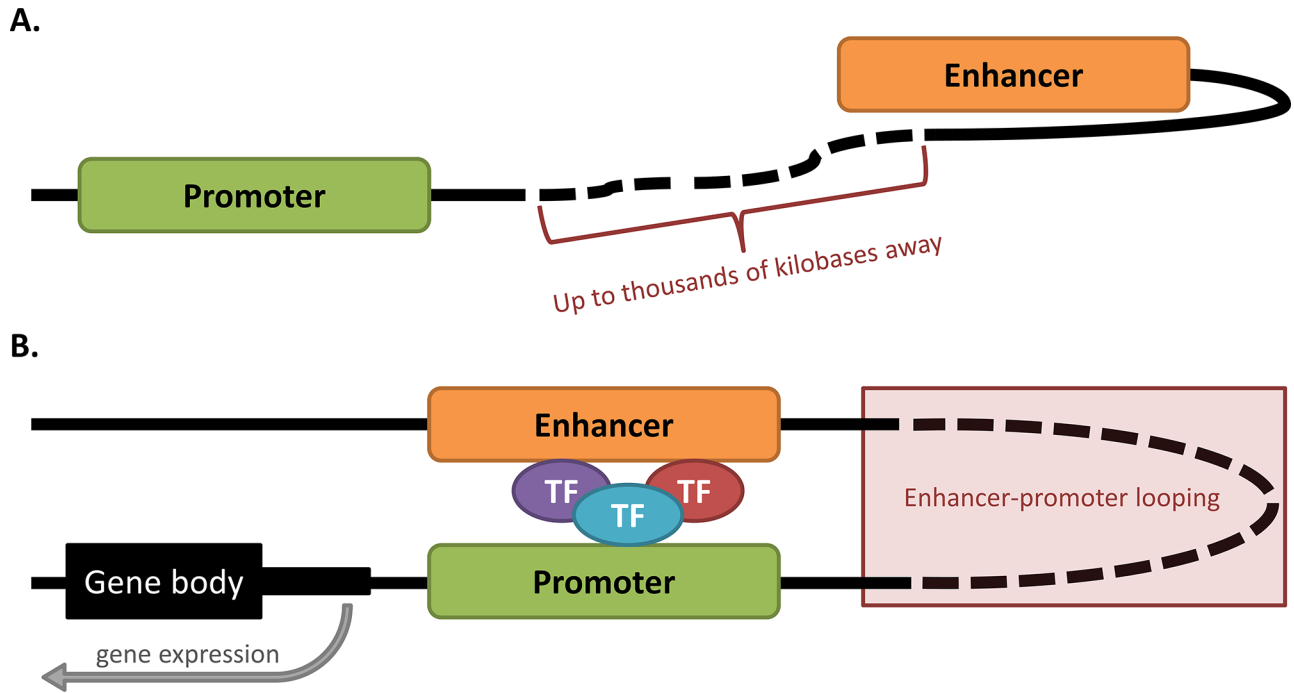 A.
Enhancer
Promoter
Up to thousands of kilobases away
B.
Enhancer
TF
TF
TF
Enhancer-promoter looping
Gene body
Promoter
gene expression